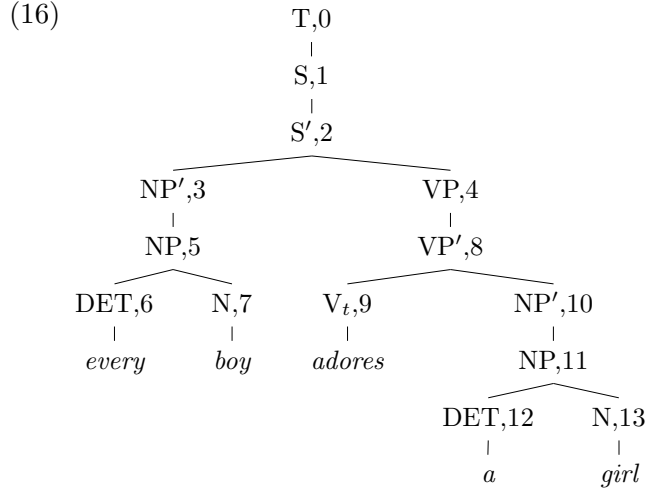 (16)
T,0
S,1
S′,2
NP′,3 VP,4
NP,5 VP′,8
DET,6 N,7 Vₜ,9 NP′,10
every boy adores NP,11
DET,12 N,13
a girl